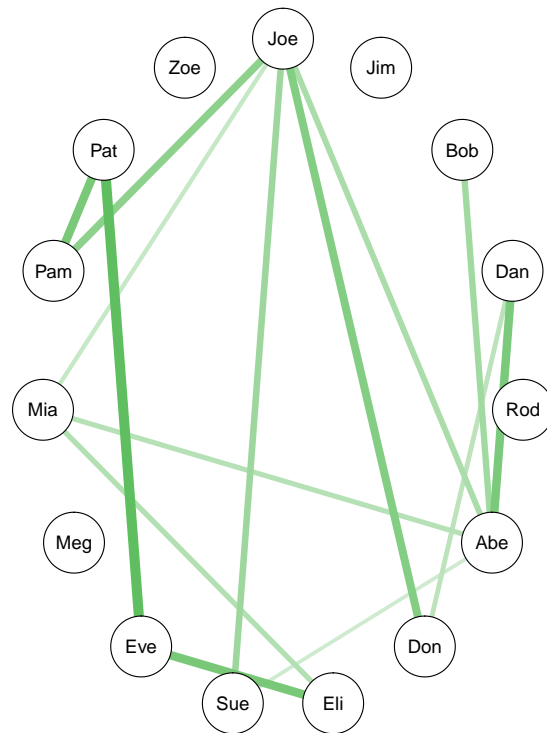 Joe
Zoe
Jim
Pat
Bob
Pam
Dan
Mia
Rod
Meg
Abe
Eve
Don
Sue
Eli